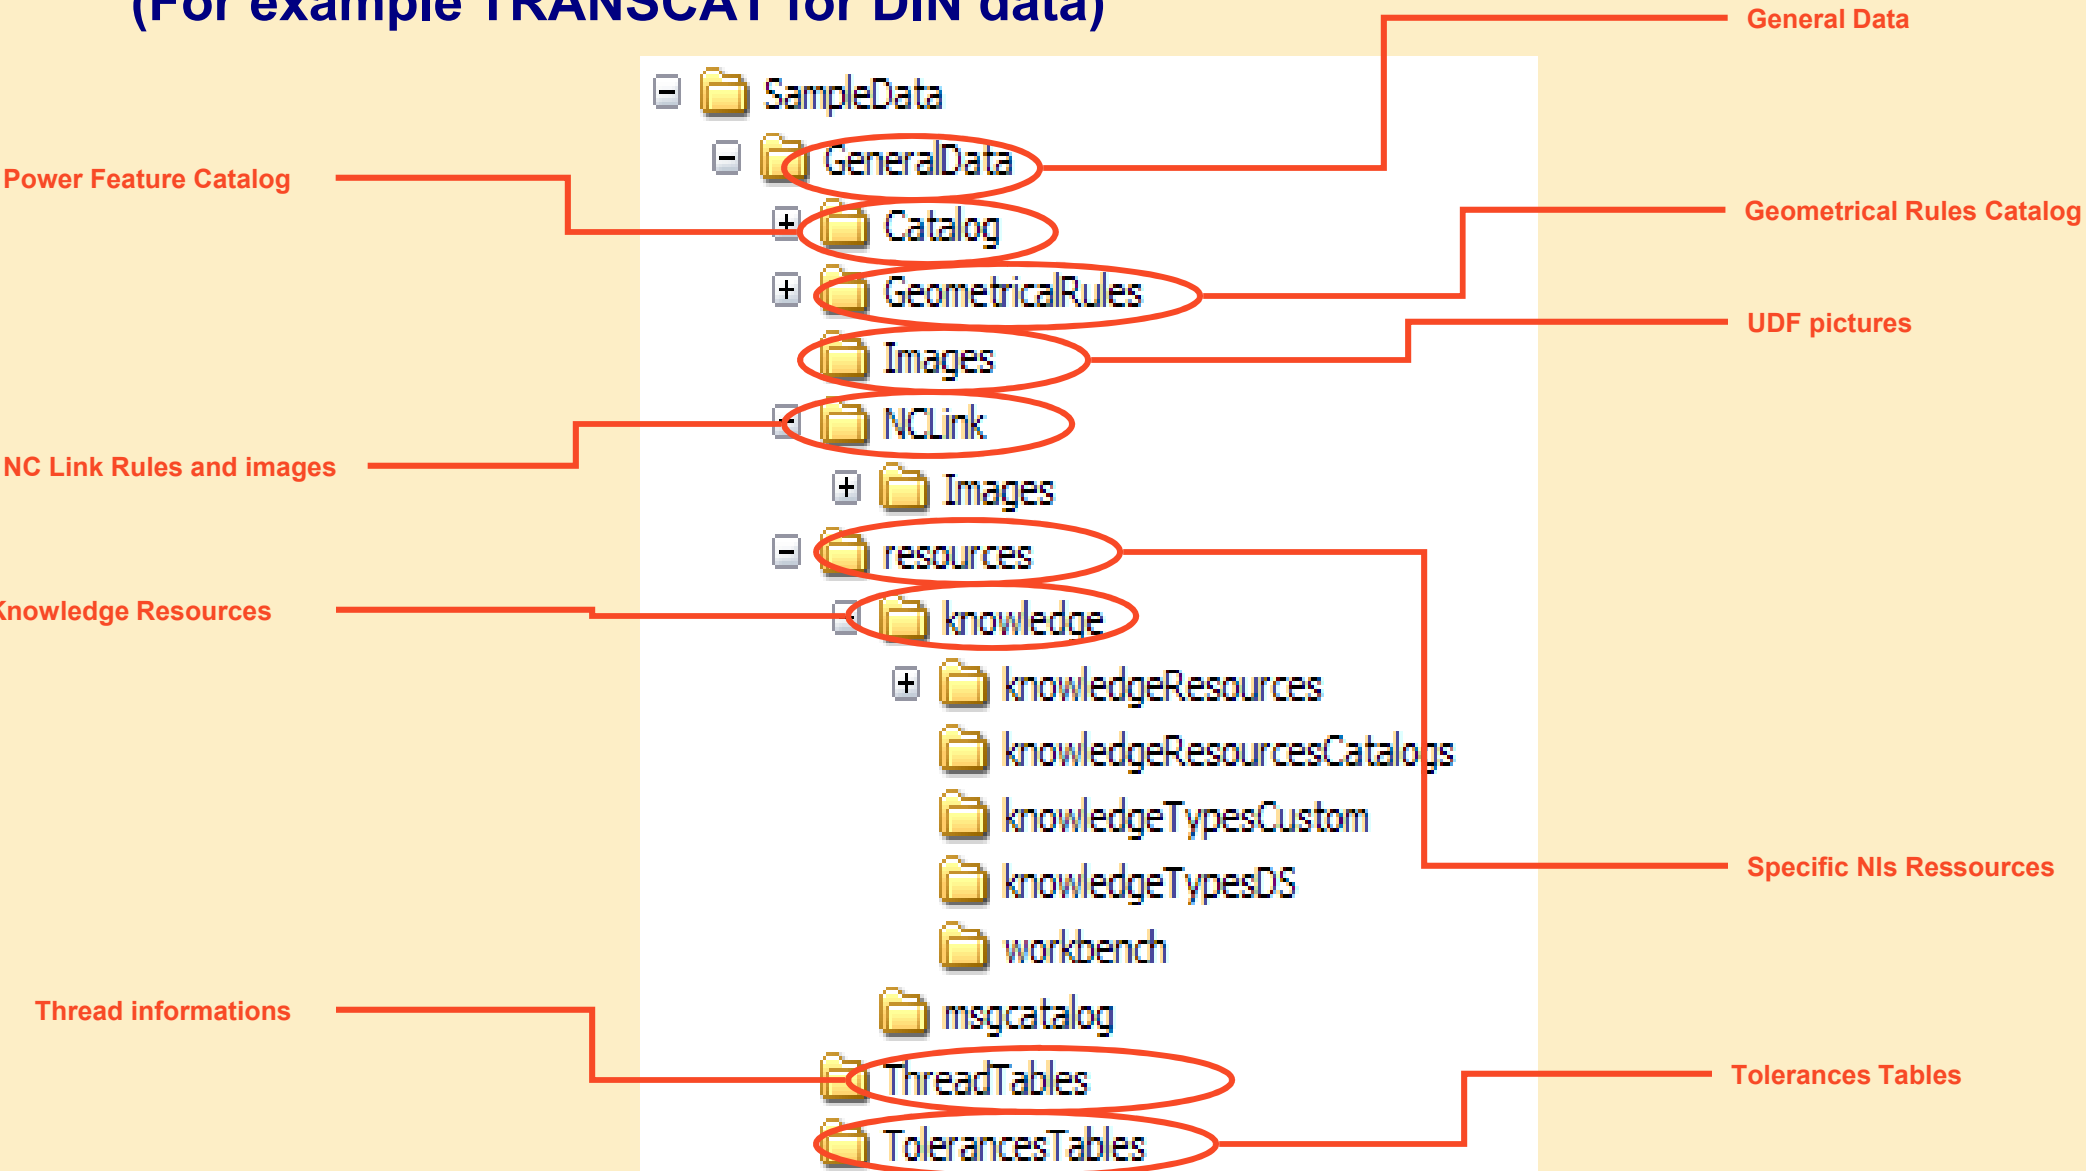 (For example TRANSCAT for DIN data)
General Data
SampleData
GeneralData
Power Feature Catalog
Catalog
Geometrical Rules Catalog
GeometricalRules
UDF pictures
Images
NCLink
NC Link Rules and images
Images
resources
Knowledge Resources
knowledge
knowledgeResources
knowledgeResourcesCatalogs
knowledgeTypesCustom
Specific Nls Ressources
knowledgeTypesDS
workbench
Thread informations
msgcatalog
ThreadTables
Tolerances Tables
TolerancesTables